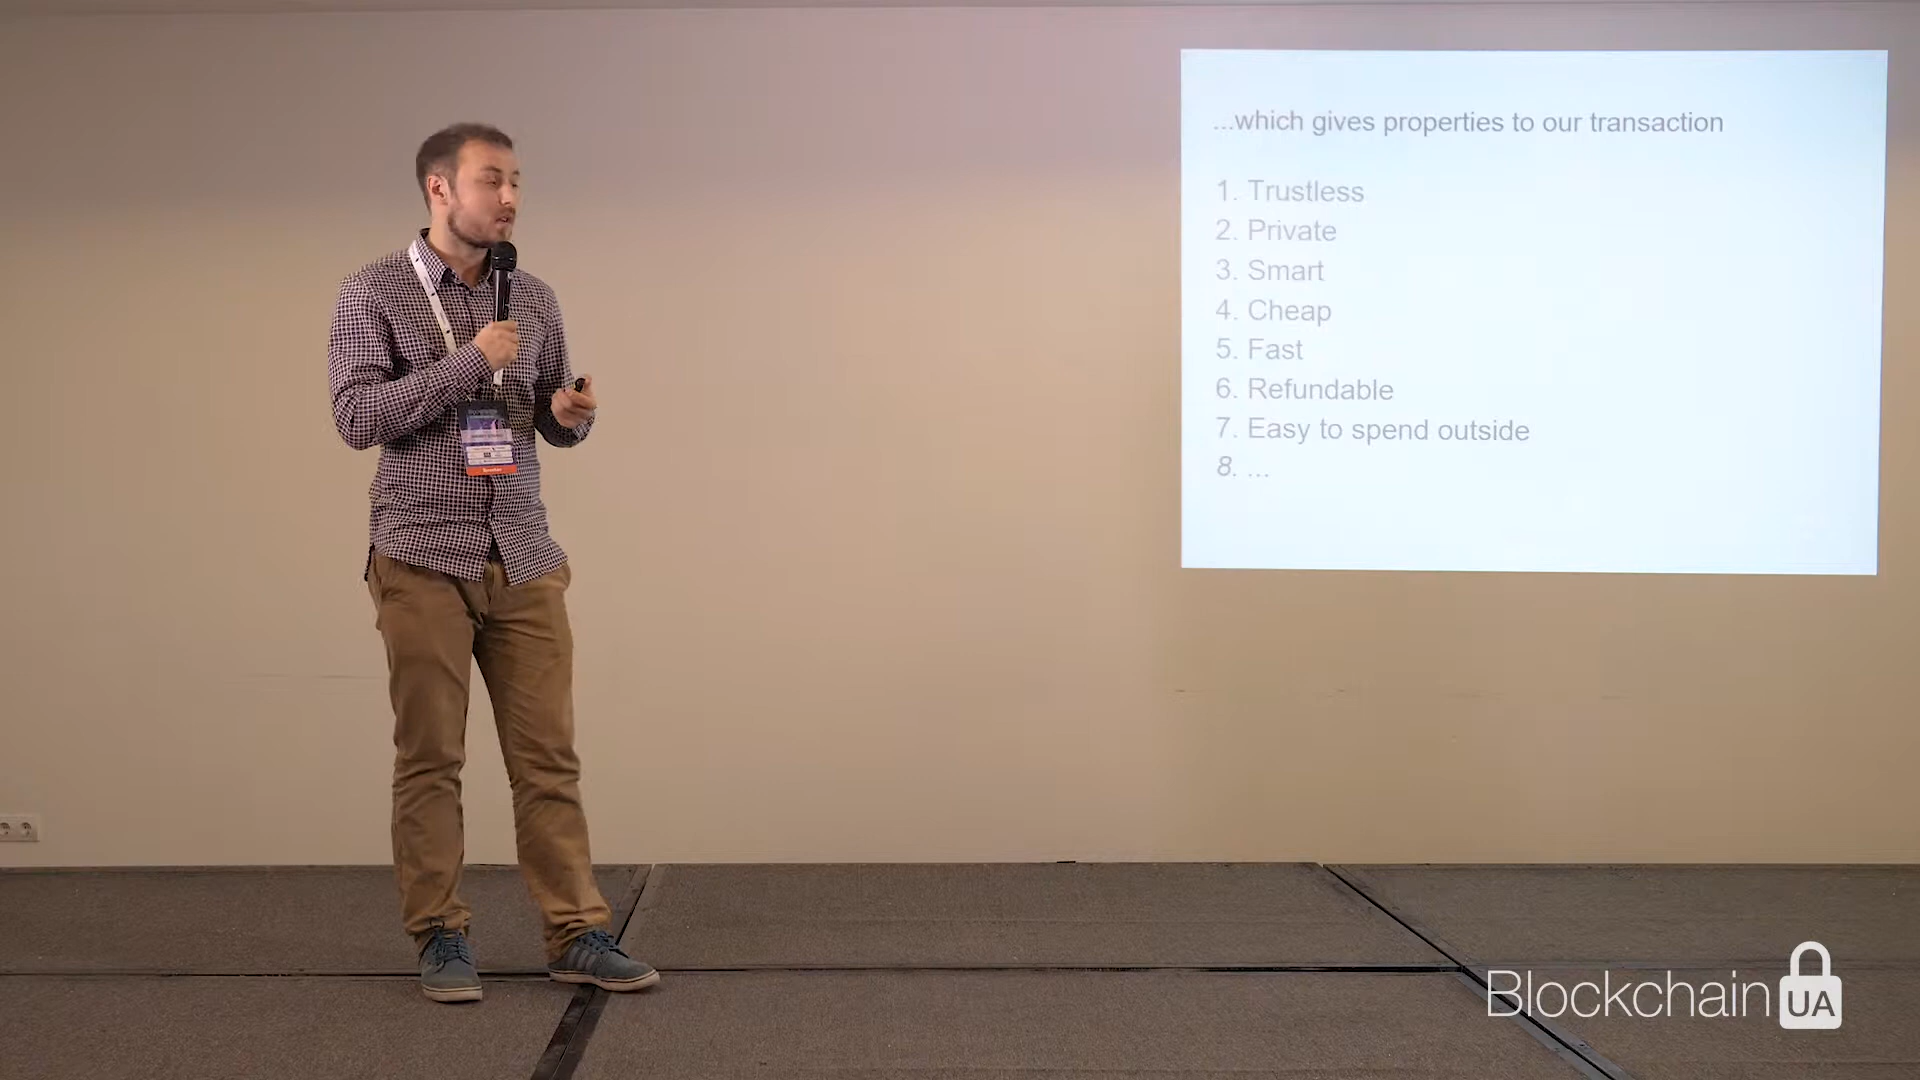 ...which gives properties to our transaction
1. Trustless
2. Private
3. Smart
4. Cheap
5. Fast
6. Refundable
7. Easy to spend outside
8. ...
Blockchain UA